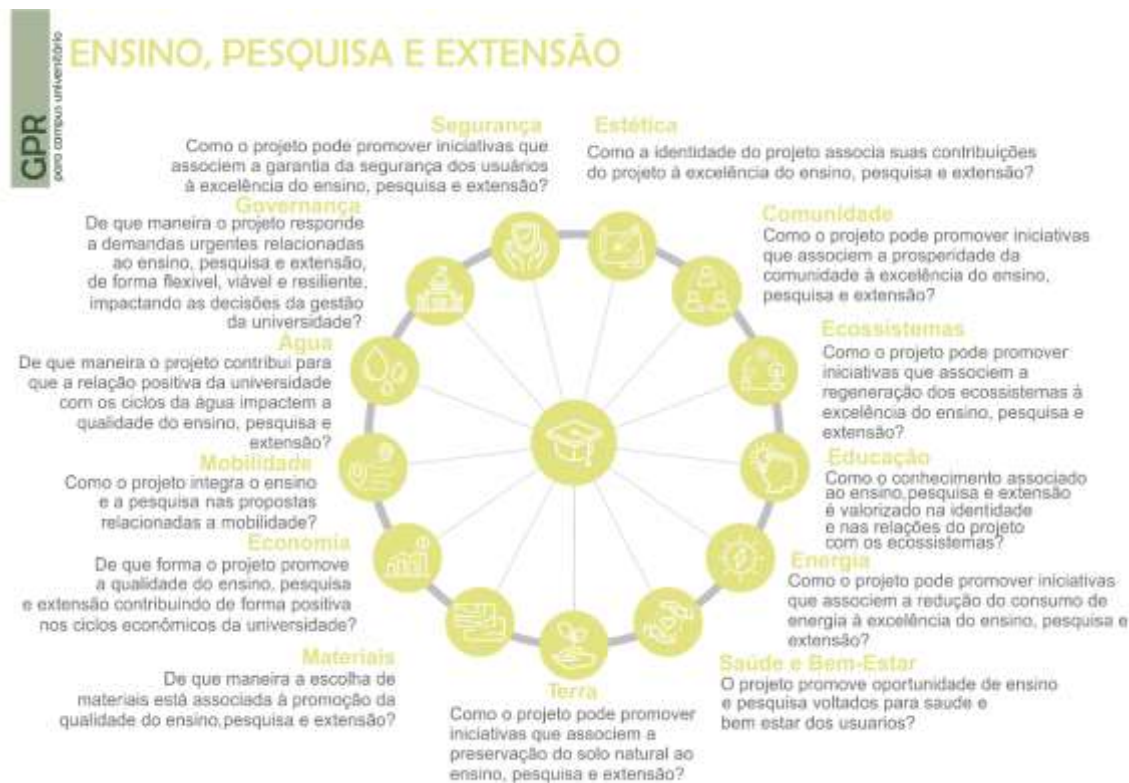 GPR
para campus universitário
ENSINO, PESQUISA E EXTENSÃO
Segurança
Como o projeto pode promover iniciativas que
associem a garantia da segurança dos usuários
à excelência do ensino, pesquisa e extensão?
Estética
Como a identidade do projeto associa suas contribuições
do projeto à excelência do ensino, pesquisa e extensão?
Governança
De que maneira o projeto responde
a demandas urgentes relacionadas
ao ensino, pesquisa e extensão,
de forma flexivel, viável e resiliente,
impactando as decisões da gestão
da universidade?
Comunidade
Como o projeto pode promover iniciativas
que associem a prosperidade da
comunidade à excelência do ensino,
pesquisa e extensão?
Água
De que maneira o projeto contribui para
que a relação positiva da universidade
com os ciclos da água impactem a
qualidade do ensino, pesquisa e
extensão?
Ecossistemas
Como o projeto pode promover
iniciativas que associem a
regeneração dos ecossistemas à
excelência do ensino, pesquisa e
extensão?
Mobilidade
Como o projeto integra o ensino
e a pesquisa nas propostas
relacionadas a mobilidade?
Educação
Como o conhecimento associado
ao ensino,pesquisa e extensão
é valorizado na identidade
e nas relações do projeto
com os ecossistemas?
Economia
De que forma o projeto promove
a qualidade do ensino, pesquisa
e extensão contribuindo de forma positiva
nos ciclos econômicos da universidade?
Energia
Como o projeto pode promover iniciativas
que associem a redução do consumo de
energia à excelência do ensino, pesquisa e
extensão?
Materiais
De que maneira a escolha de
materiais está associada à promoção da
qualidade do ensino,pesquisa e extensão?
Terra
Como o projeto pode promover
iniciativas que associem a
preservação do solo natural ao
ensino, pesquisa e extensão?
Saúde e Bem-Estar
O projeto promove oportunidade de ensino
e pesquisa voltados para saude e
bem estar dos usuarios?